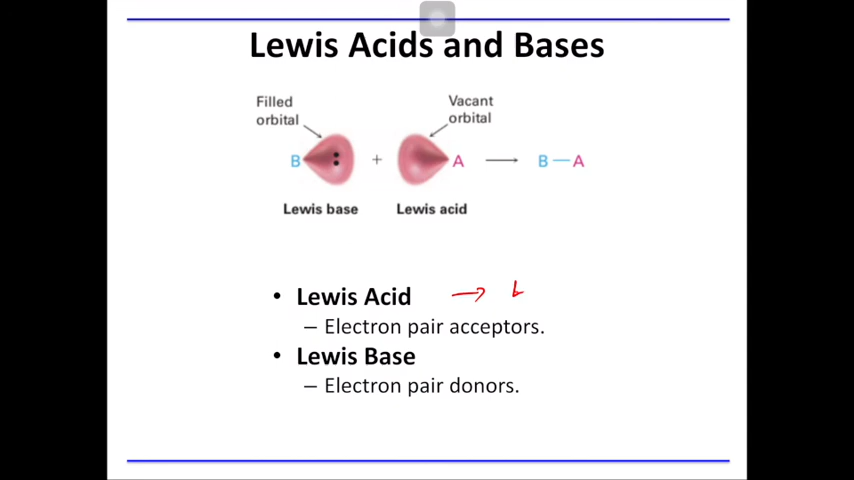 Lewis Acids and Bases
Filled orbital
Vacant orbital
B + A → B — A
Lewis base Lewis acid
• Lewis Acid →
– Electron pair acceptors.
• Lewis Base
– Electron pair donors.